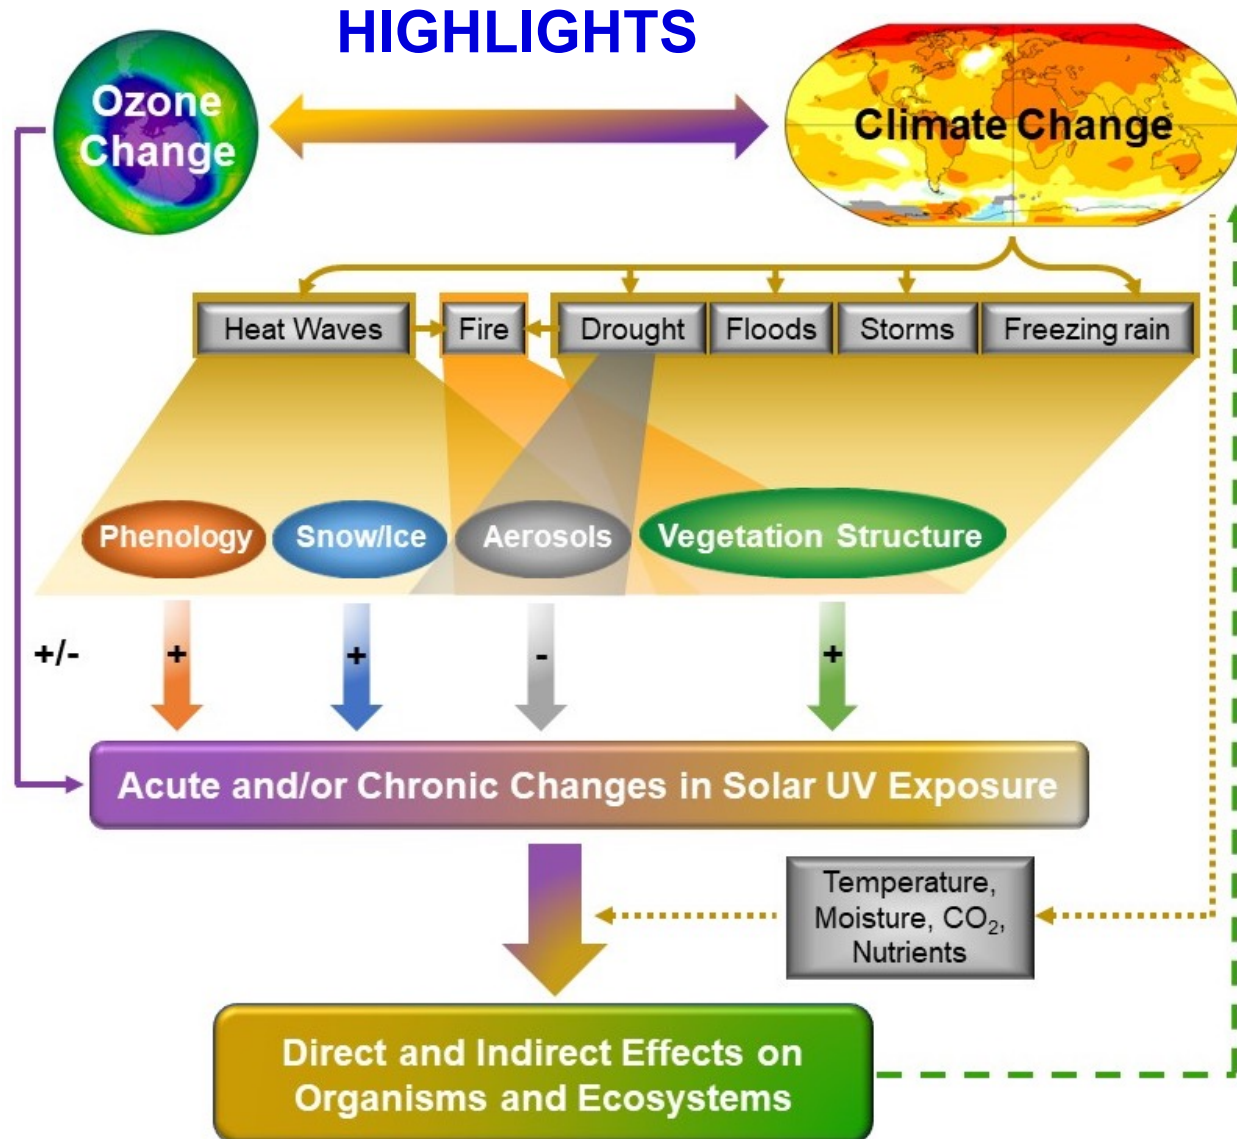 HIGHLIGHTS
Ozone
Change
Climate Change
Heat Waves
Fire
Drought
Floods
Storms
Freezing rain
Phenology
Snow/Ice
Aerosols
Vegetation Structure
+/-
+
+
-
+
Acute and/or Chronic Changes in Solar UV Exposure
Temperature,
Moisture, CO₂,
Nutrients
Direct and Indirect Effects on
Organisms and Ecosystems